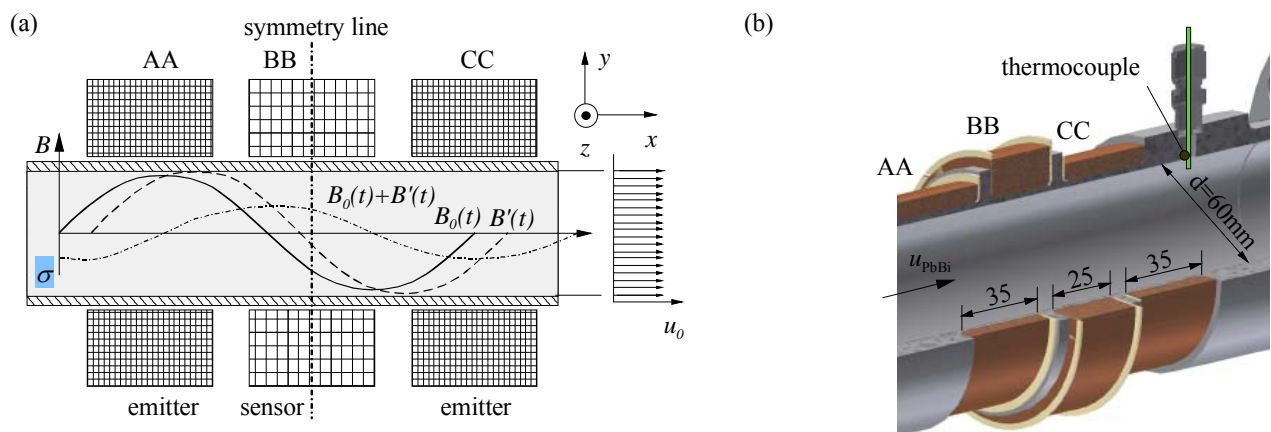 (a)
symmetry line
AA
BB
CC
B
y
x
z
B₀(t)+B'(t)
B₀(t)
B'(t)
σ
u₀
emitter
sensor
emitter
(b)
thermocouple
BB
CC
AA
d=60mm
u_PbBi
35
25
35